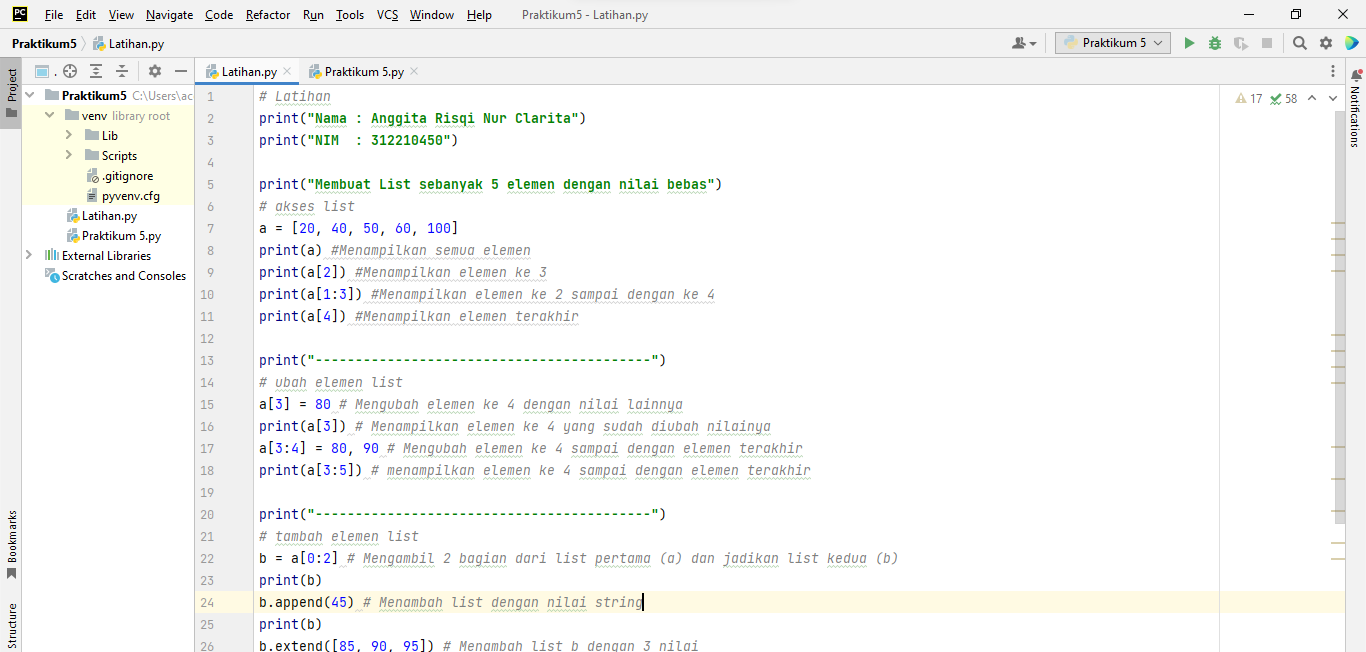 File Edit View Navigate Code Refactor Run Tools VCS Window Help Praktikum5 - Latihan.py
Praktikum5 Latihan.py Praktikum 5
Project
Latihan.py Praktikum 5.py
Praktikum5 C:\Users\ac
venv library root
Lib
Scripts
.gitignore
pyvenv.cfg
Latihan.py
Praktikum 5.py
External Libraries
Scratches and Consoles
Bookmarks
Structure
1 # Latihan
2 print("Nama : Anggita Risqi Nur Clarita")
3 print("NIM  : 312210450")
4
5 print("Membuat List sebanyak 5 elemen dengan nilai bebas")
6 # akses list
7 a = [20, 40, 50, 60, 100]
8 print(a) #Menampilkan semua elemen
9 print(a[2]) #Menampilkan elemen ke 3
10 print(a[1:3]) #Menampilkan elemen ke 2 sampai dengan ke 4
11 print(a[4]) #Menampilkan elemen terakhir
12
13 print("------------------------------------------")
14 # ubah elemen list
15 a[3] = 80 # Mengubah elemen ke 4 dengan nilai lainnya
16 print(a[3]) # Menampilkan elemen ke 4 yang sudah diubah nilainya
17 a[3:4] = 80, 90 # Mengubah elemen ke 4 sampai dengan elemen terakhir
18 print(a[3:5]) # menampilkan elemen ke 4 sampai dengan elemen terakhir
19
20 print("------------------------------------------")
21 # tambah elemen list
22 b = a[0:2] # Mengambil 2 bagian dari list pertama (a) dan jadikan list kedua (b)
23 print(b)
24 b.append(45) # Menambah list dengan nilai string
25 print(b)
26 b.extend([85, 90, 95]) # Menambah list b dengan 3 nilai
17 58
Notifications